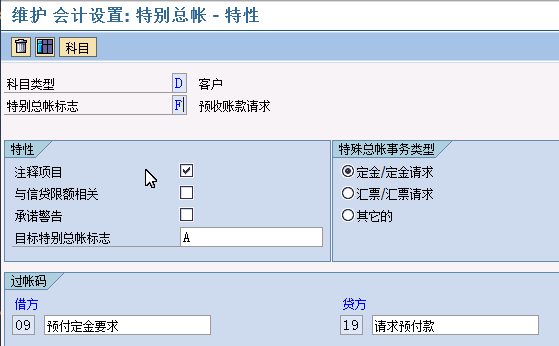 维护 会计设置: 特别总帐 - 特性
科目
科目类型 D 客户
特别总帐标志 F 预收账款请求
特性
注释项目
与信贷限额相关
承诺警告
目标特别总帐标志 A
特殊总帐事务类型
定金/定金请求
汇票/汇票请求
其它的
过帐码
借方 贷方
09 预付定金要求 19 请求预付款